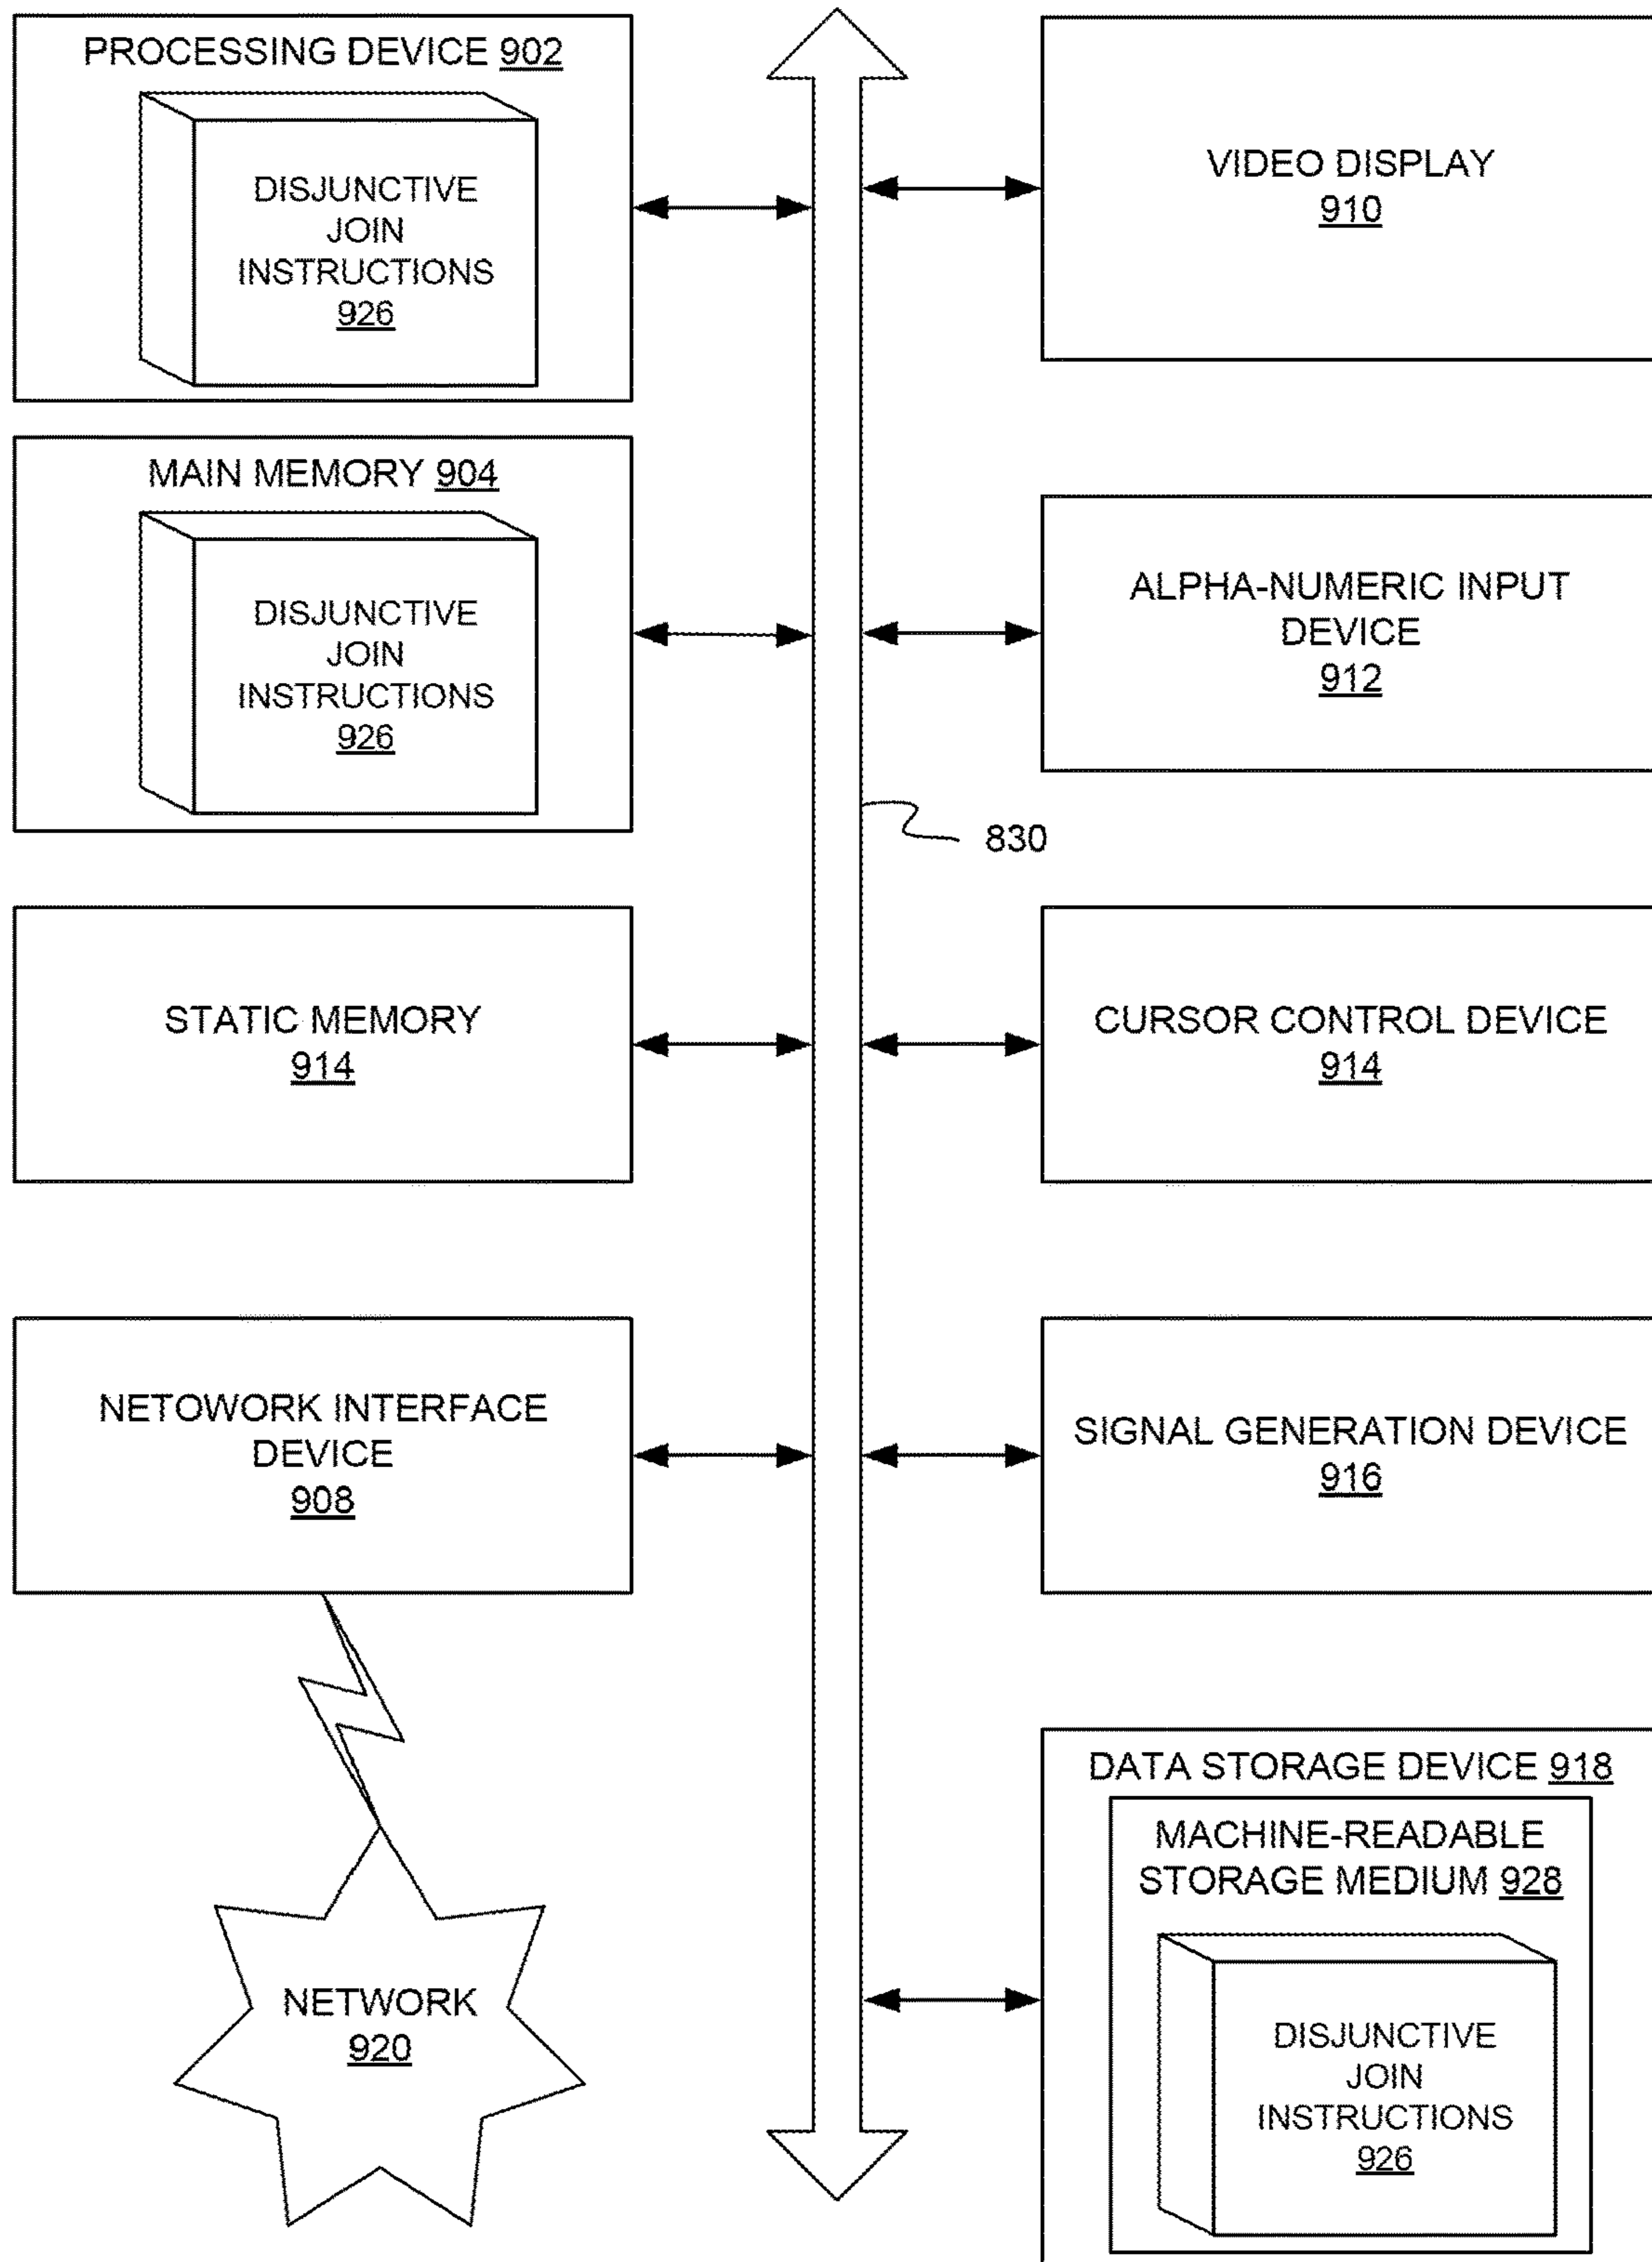 PROCESSING DEVICE 902
DISJUNCTIVE
JOIN
INSTRUCTIONS
926
MAIN MEMORY 904
DISJUNCTIVE
JOIN
INSTRUCTIONS
926
STATIC MEMORY
914
NETOWORK INTERFACE
DEVICE
908
NETWORK
920
830
VIDEO DISPLAY
910
ALPHA-NUMERIC INPUT
DEVICE
912
CURSOR CONTROL DEVICE
914
SIGNAL GENERATION DEVICE
916
DATA STORAGE DEVICE 918
MACHINE-READABLE
STORAGE MEDIUM 928
DISJUNCTIVE
JOIN
INSTRUCTIONS
926